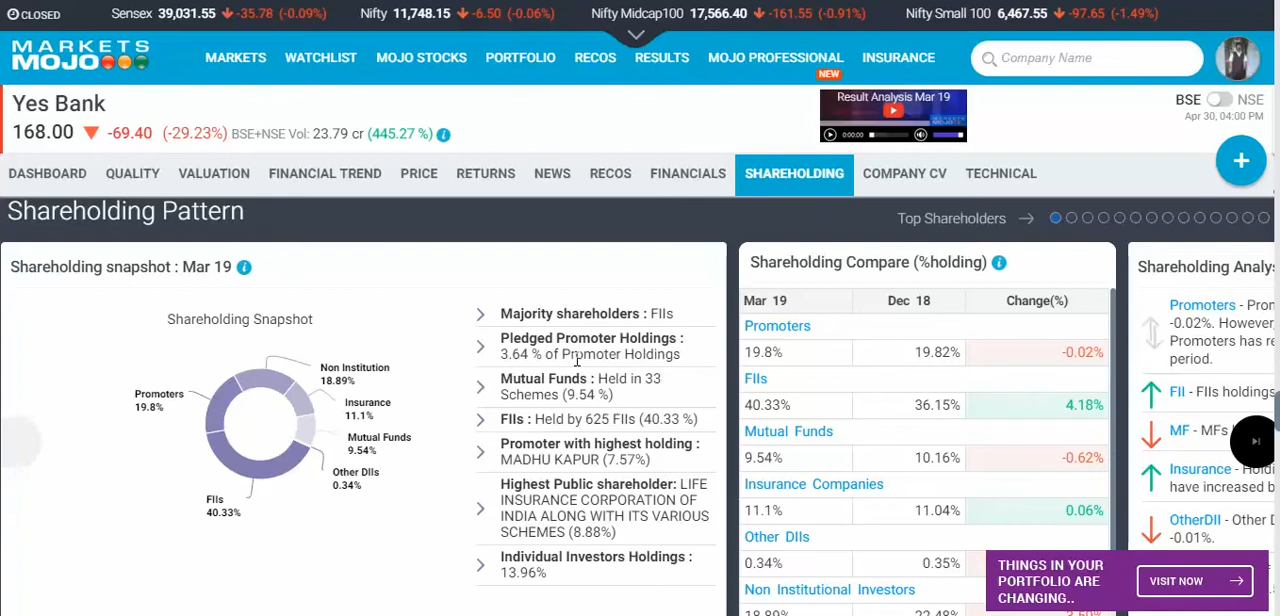 CLOSED Sensex 39,031.55 -35.78 (-0.09%) Nifty 11,748.15 -6.50 (-0.06%) Nifty Midcap100 17,566.40 -161.55 (-0.91%) Nifty Small 100 6,467.55 -97.65 (-1.49%)
MARKETS
MOJO
MARKETS WATCHLIST MOJO STOCKS PORTFOLIO RECOS RESULTS MOJO PROFESSIONAL INSURANCE
NEW
Company Name
Yes Bank
168.00 -69.40 (-29.23%) BSE+NSE Vol: 23.79 cr (445.27 %)
Result Analysis Mar 19
0:00:00
BSE NSE
Apr 30, 04:00 PM
DASHBOARD QUALITY VALUATION FINANCIAL TREND PRICE RETURNS NEWS RECOS FINANCIALS SHAREHOLDING COMPANY CV TECHNICAL
Shareholding Pattern
Top Shareholders
Shareholding snapshot : Mar 19
Shareholding Snapshot
Non Institution
18.89%
Promoters
19.8%
Insurance
11.1%
Mutual Funds
9.54%
Other DIIs
0.34%
FIIs
40.33%
Majority shareholders : FIIs
Pledged Promoter Holdings :
3.64 % of Promoter Holdings
Mutual Funds : Held in 33
Schemes (9.54 %)
FIIs : Held by 625 FIIs (40.33 %)
Promoter with highest holding :
MADHU KAPUR (7.57%)
Highest Public shareholder: LIFE
INSURANCE CORPORATION OF
INDIA ALONG WITH ITS VARIOUS
SCHEMES (8.88%)
Individual Investors Holdings :
13.96%
Shareholding Compare (%holding)
Mar 19 Dec 18 Change(%)
Promoters
19.8% 19.82% -0.02%
FIIs
40.33% 36.15% 4.18%
Mutual Funds
9.54% 10.16% -0.62%
Insurance Companies
11.1% 11.04% 0.06%
Other DIIs
0.34% 0.35%
Non Institutional Investors
18.89% 22.48% -3.59%
Shareholding Analys
Promoters - Pron
-0.02%. However,
Promoters has re
period.
FII - FIIs holdings
MF - MFs
Insurance - Holdi
have increased b
OtherDII - Other D
-0.01%.
THINGS IN YOUR
PORTFOLIO ARE
CHANGING..
VISIT NOW